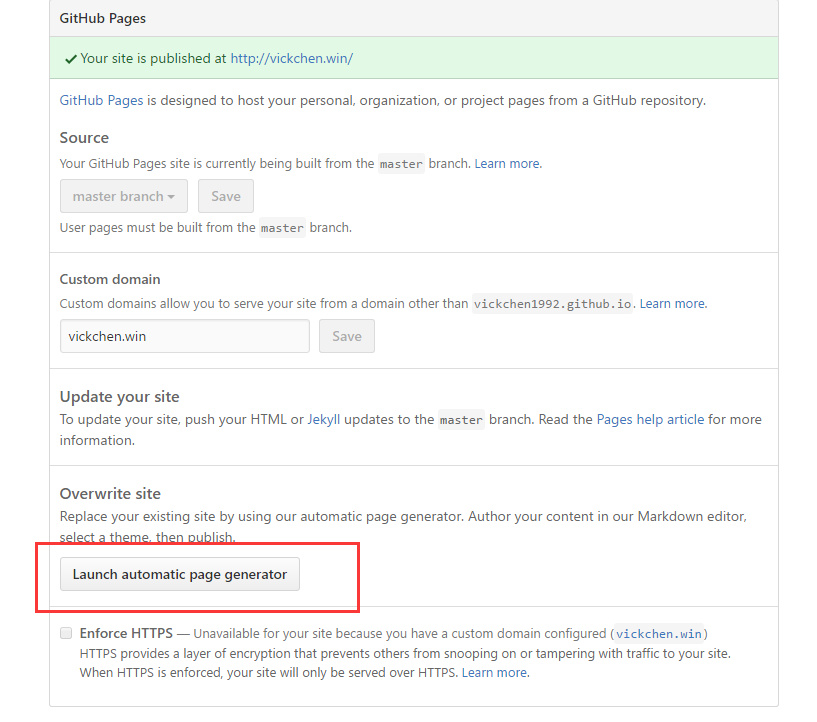 GitHub Pages
Your site is published at http://vickchen.win/
GitHub Pages is designed to host your personal, organization, or project pages from a GitHub repository.
Source
Your GitHub Pages site is currently being built from the master branch. Learn more.
master branch Save
User pages must be built from the master branch.
Custom domain
Custom domains allow you to serve your site from a domain other than vickchen1992.github.io. Learn more.
vickchen.win Save
Update your site
To update your site, push your HTML or Jekyll updates to the master branch. Read the Pages help article for more
information.
Overwrite site
Replace your existing site by using our automatic page generator. Author your content in our Markdown editor,
select a theme, then publish.
Launch automatic page generator
Enforce HTTPS — Unavailable for your site because you have a custom domain configured (vickchen.win)
HTTPS provides a layer of encryption that prevents others from snooping on or tampering with traffic to your site.
When HTTPS is enforced, your site will only be served over HTTPS. Learn more.